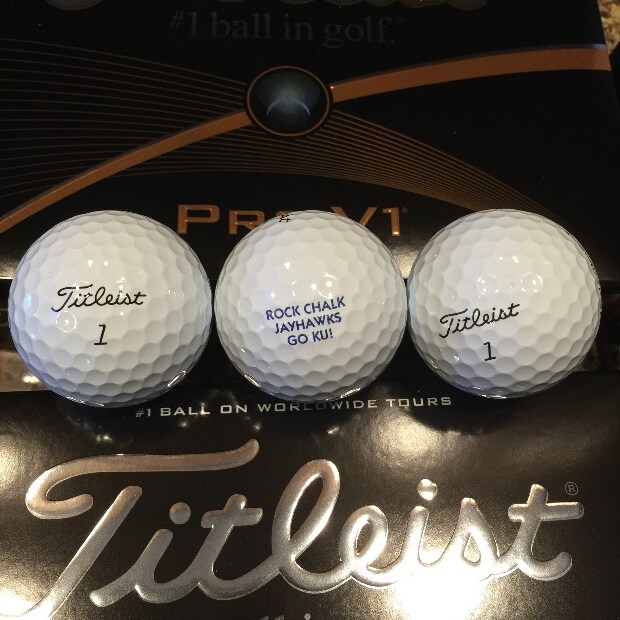 #1 ball in golf.®
Pro V1®
Titleist
1
ROCK CHALK
JAYHAWKS
GO KU!
Titleist
1
#1 BALL ON WORLDWIDE TOURS
Titleist®